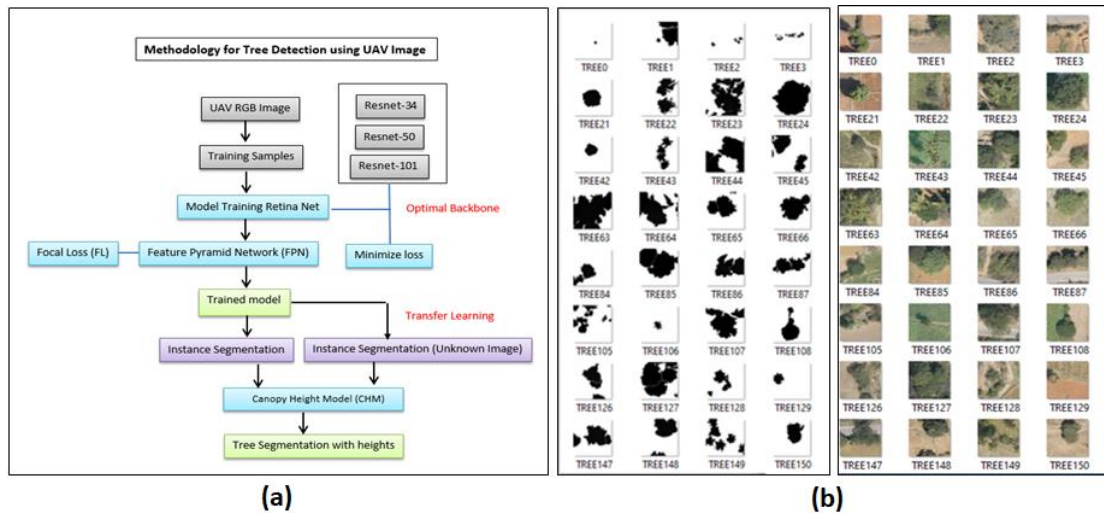 Methodology for Tree Detection using UAV Image
UAV RGB Image
Resnet-34
Resnet-50
Training Samples
Resnet-101
Model Training Retina Net
Optimal Backbone
Focal Loss (FL)
Feature Pyramid Network (FPN)
Minimize loss
Trained model
Transfer Learning
Instance Segmentation
Instance Segmentation (Unknown Image)
Canopy Height Model (CHM)
Tree Segmentation with heights
(a)
TREE0 TREE1 TREE2 TREE3
TREE21 TREE22 TREE23 TREE24
TREE42 TREE43 TREE44 TREE45
TREE63 TREE64 TREE65 TREE66
TREE84 TREE85 TREE86 TREE87
TREE105 TREE106 TREE107 TREE108
TREE126 TREE127 TREE128 TREE129
TREE147 TREE148 TREE149 TREE150
TREE0 TREE1 TREE2 TREE3
TREE21 TREE22 TREE23 TREE24
TREE42 TREE43 TREE44 TREE45
TREE63 TREE64 TREE65 TREE66
TREE84 TREE85 TREE86 TREE87
TREE105 TREE106 TREE107 TREE108
TREE126 TREE127 TREE128 TREE129
TREE147 TREE148 TREE149 TREE150
(b)